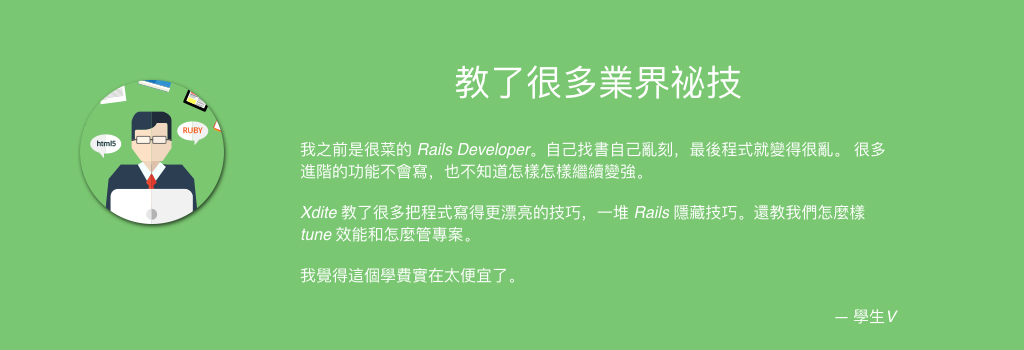 教了很多業界祕技
html5
RUBY
我之前是很菜的 Rails Developer。自己找書自己亂刻，最後程式就變得很亂。 很多
進階的功能不會寫，也不知道怎樣怎樣繼續變強。
Xdite 教了很多把程式寫得更漂亮的技巧，一堆 Rails 隱藏技巧。還教我們怎麼樣
tune 效能和怎麼管專案。
我覺得這個學費實在太便宜了。
— 學生V